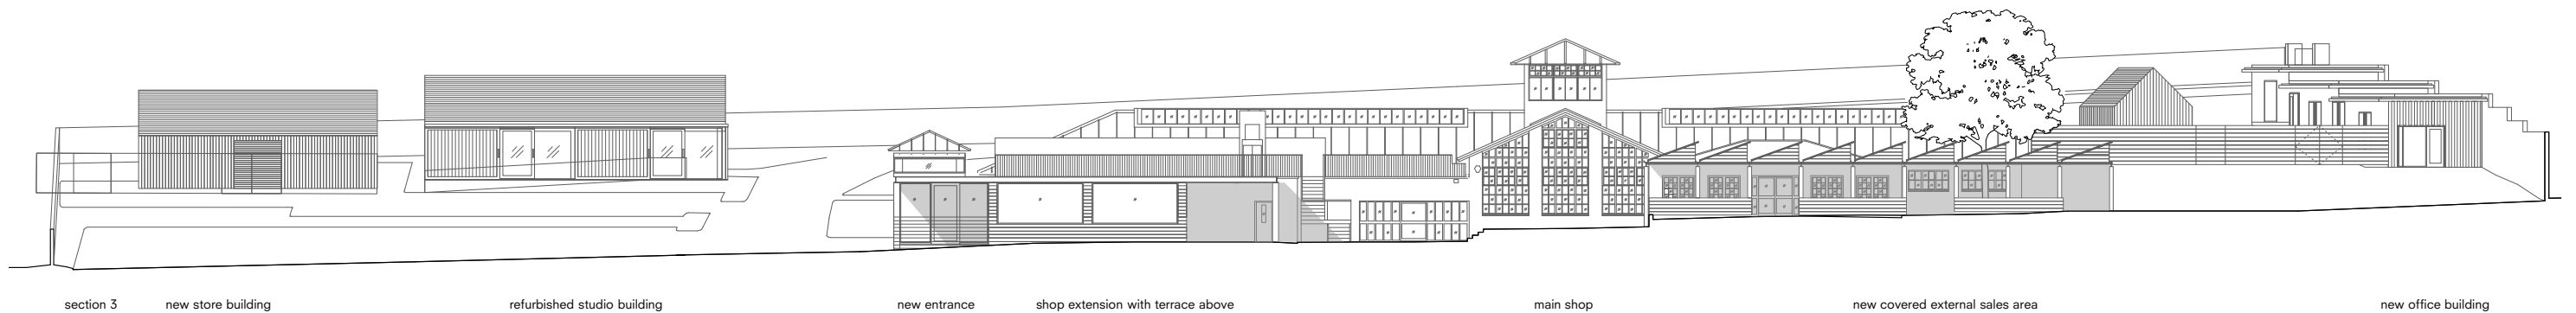 section 3 new store building refurbished studio building new entrance shop extension with terrace above main shop new covered external sales area new office building